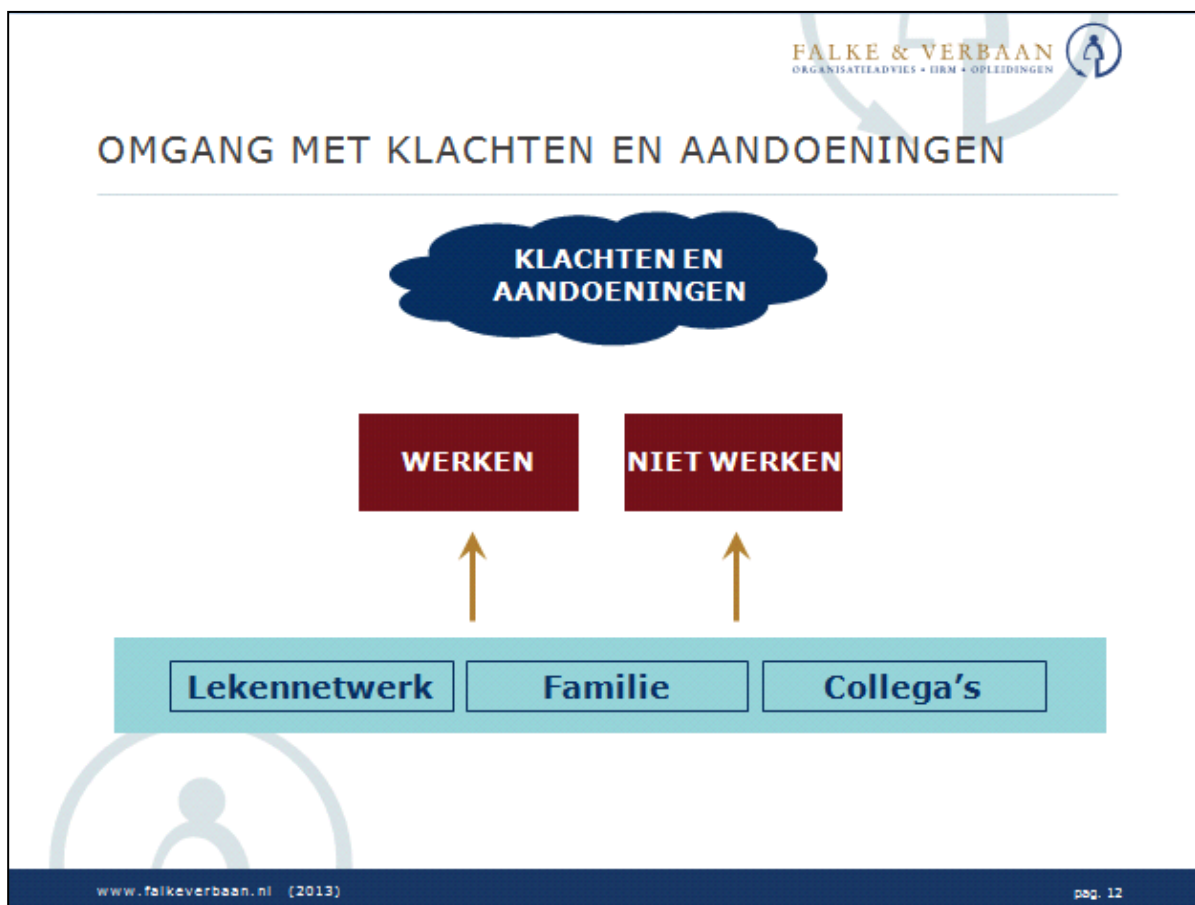 FALKE & VERBAAN
ORGANISATIEADVIES • HRM • OPLEIDINGEN
OMGANG MET KLACHTEN EN AANDOENINGEN
KLACHTEN EN
AANDOENINGEN
WERKEN
NIET WERKEN
Lekennetwerk
Familie
Collega's
www.falkeverbaan.nl (2013)
pag. 12